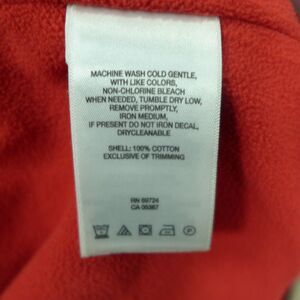 MACHINE WASH COLD GENTLE,
WITH LIKE COLORS,
NON-CHLORINE BLEACH
WHEN NEEDED, TUMBLE DRY LOW,
REMOVE PROMPTLY,
IRON MEDIUM,
IF PRESENT DO NOT IRON DECAL,
DRYCLEANABLE
SHELL: 100% COTTON
EXCLUSIVE OF TRIMMING
RN 69724
CA 05367